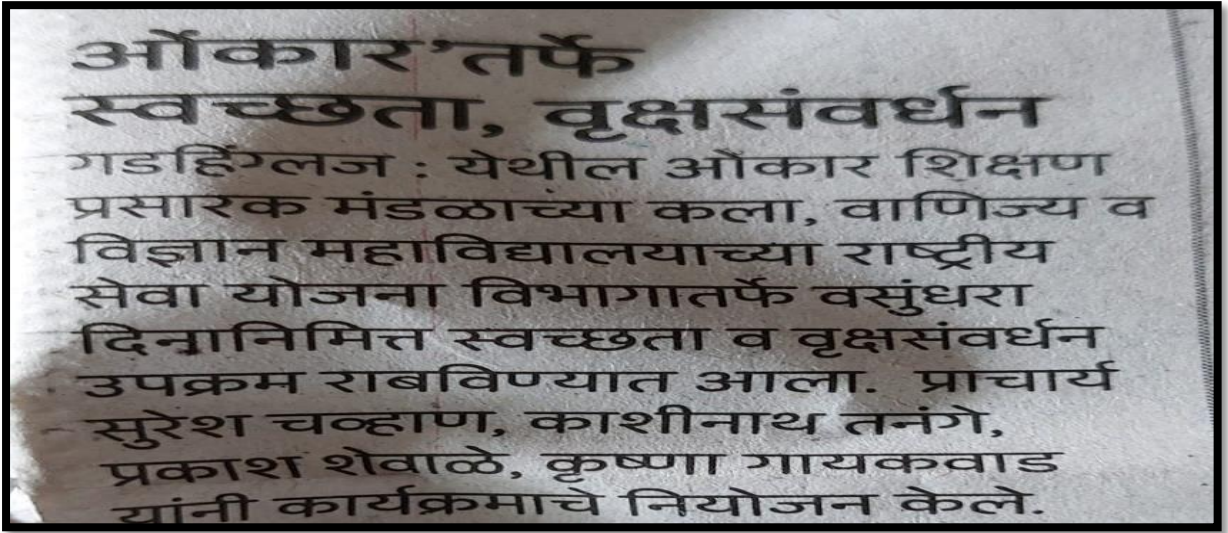 ओंकार’तर्फे
स्वच्छता, वृक्षसंवर्धन
गडहिंग्लज : येथील ओंकार शिक्षण
प्रसारक मंडळाच्या कला, वाणिज्य व
विज्ञान महाविद्यालयाच्या राष्ट्रीय
सेवा योजना विभागातर्फे वसुंधरा
दिनानिमित्त स्वच्छता व वृक्षसंवर्धन
उपक्रम राबविण्यात आला. प्राचार्य
सुरेश चव्हाण, काशीनाथ तनंगे,
प्रकाश शेवाळे, कृष्णा गायकवाड
यांनी कार्यक्रमाचे नियोजन केले.